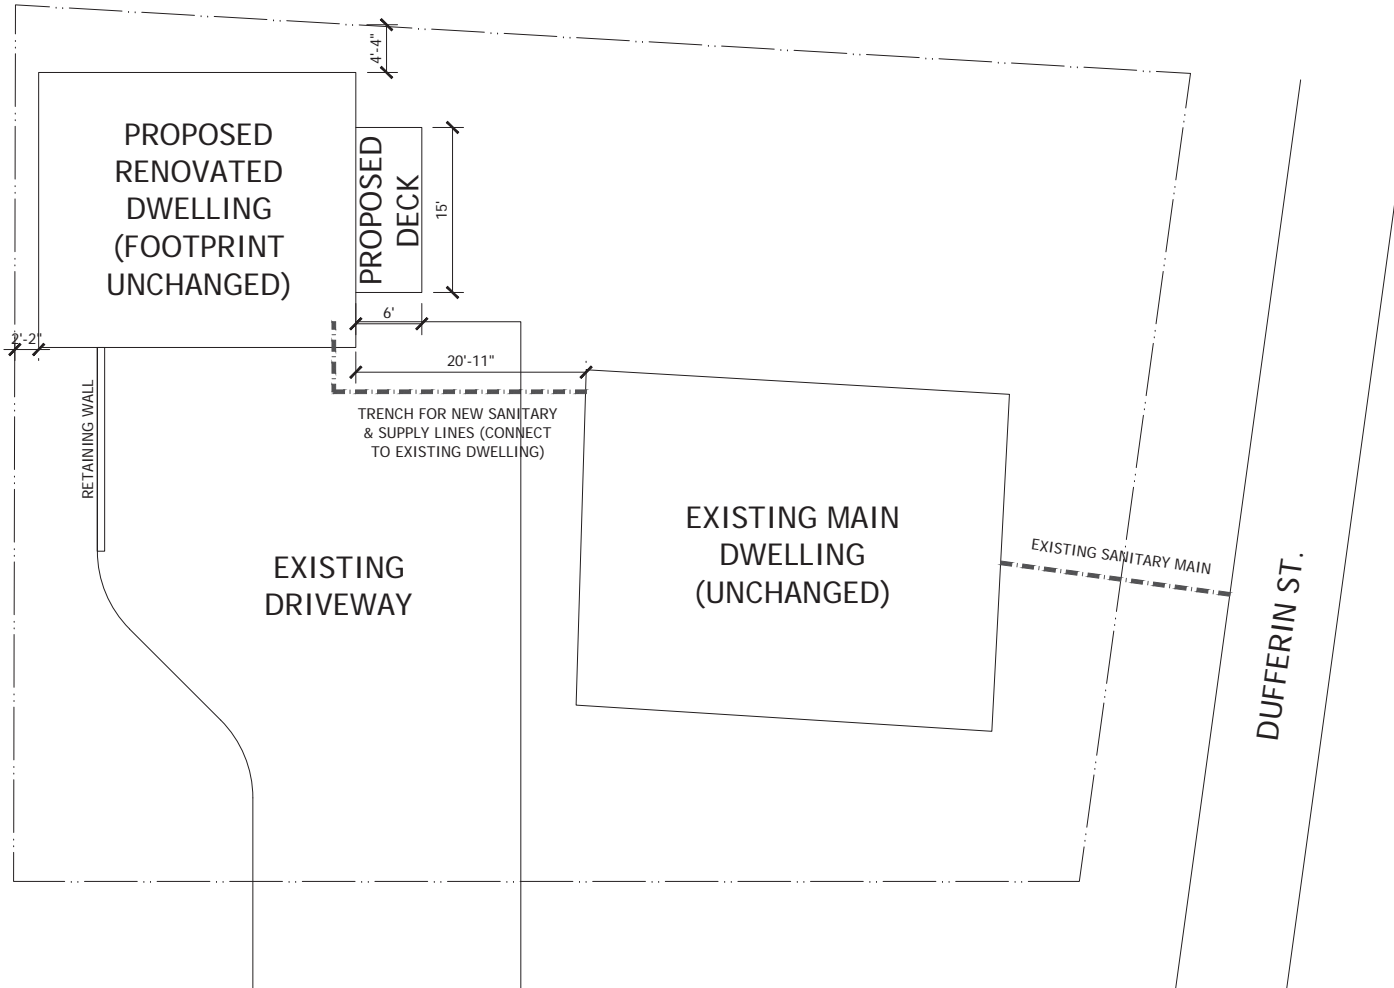 4'-4"
PROPOSED
RENOVATED
DWELLING
(FOOTPRINT
UNCHANGED)
PROPOSED
DECK
15'
6'
2'-2"
20'-11"
RETAINING WALL
TRENCH FOR NEW SANITARY
& SUPPLY LINES (CONNECT
TO EXISTING DWELLING)
EXISTING
DRIVEWAY
EXISTING MAIN
DWELLING
(UNCHANGED)
EXISTING SANITARY MAIN
DUFFERIN ST.